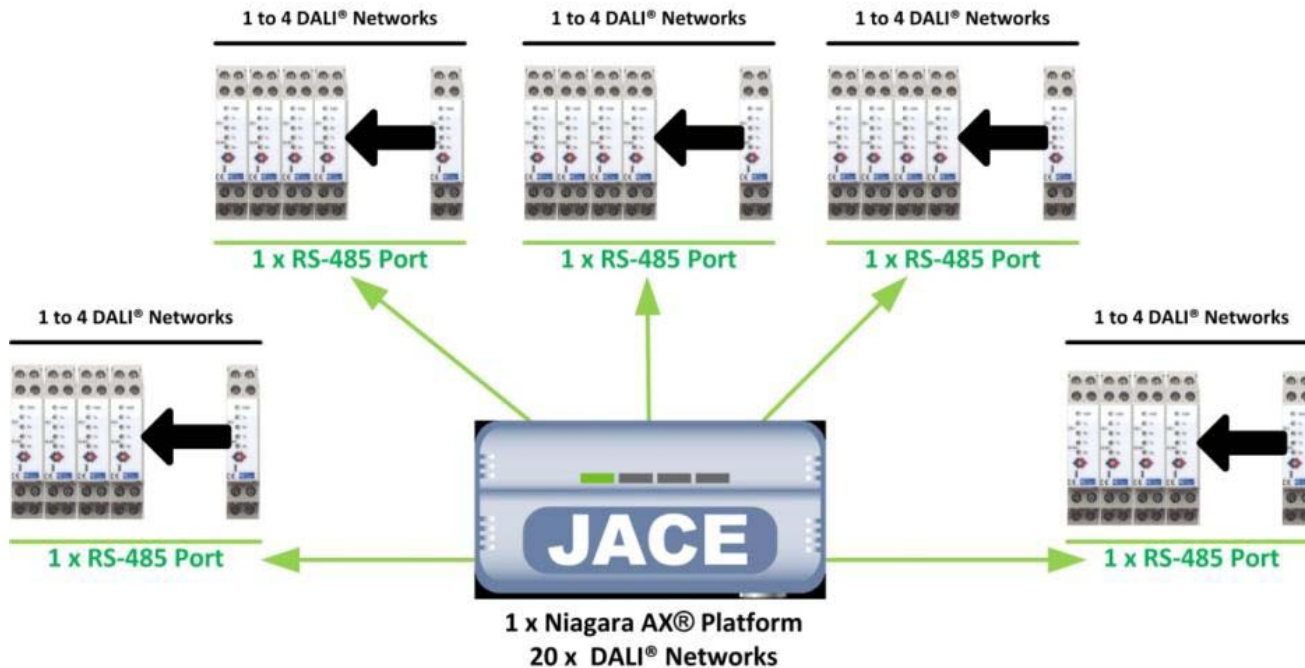 1 to 4 DALI® Networks
1 to 4 DALI® Networks
1 to 4 DALI® Networks
1 x RS-485 Port
1 x RS-485 Port
1 x RS-485 Port
1 to 4 DALI® Networks
1 to 4 DALI® Networks
1 x RS-485 Port
1 x RS-485 Port
JACE
1 x Niagara AX® Platform
20 x DALI® Networks